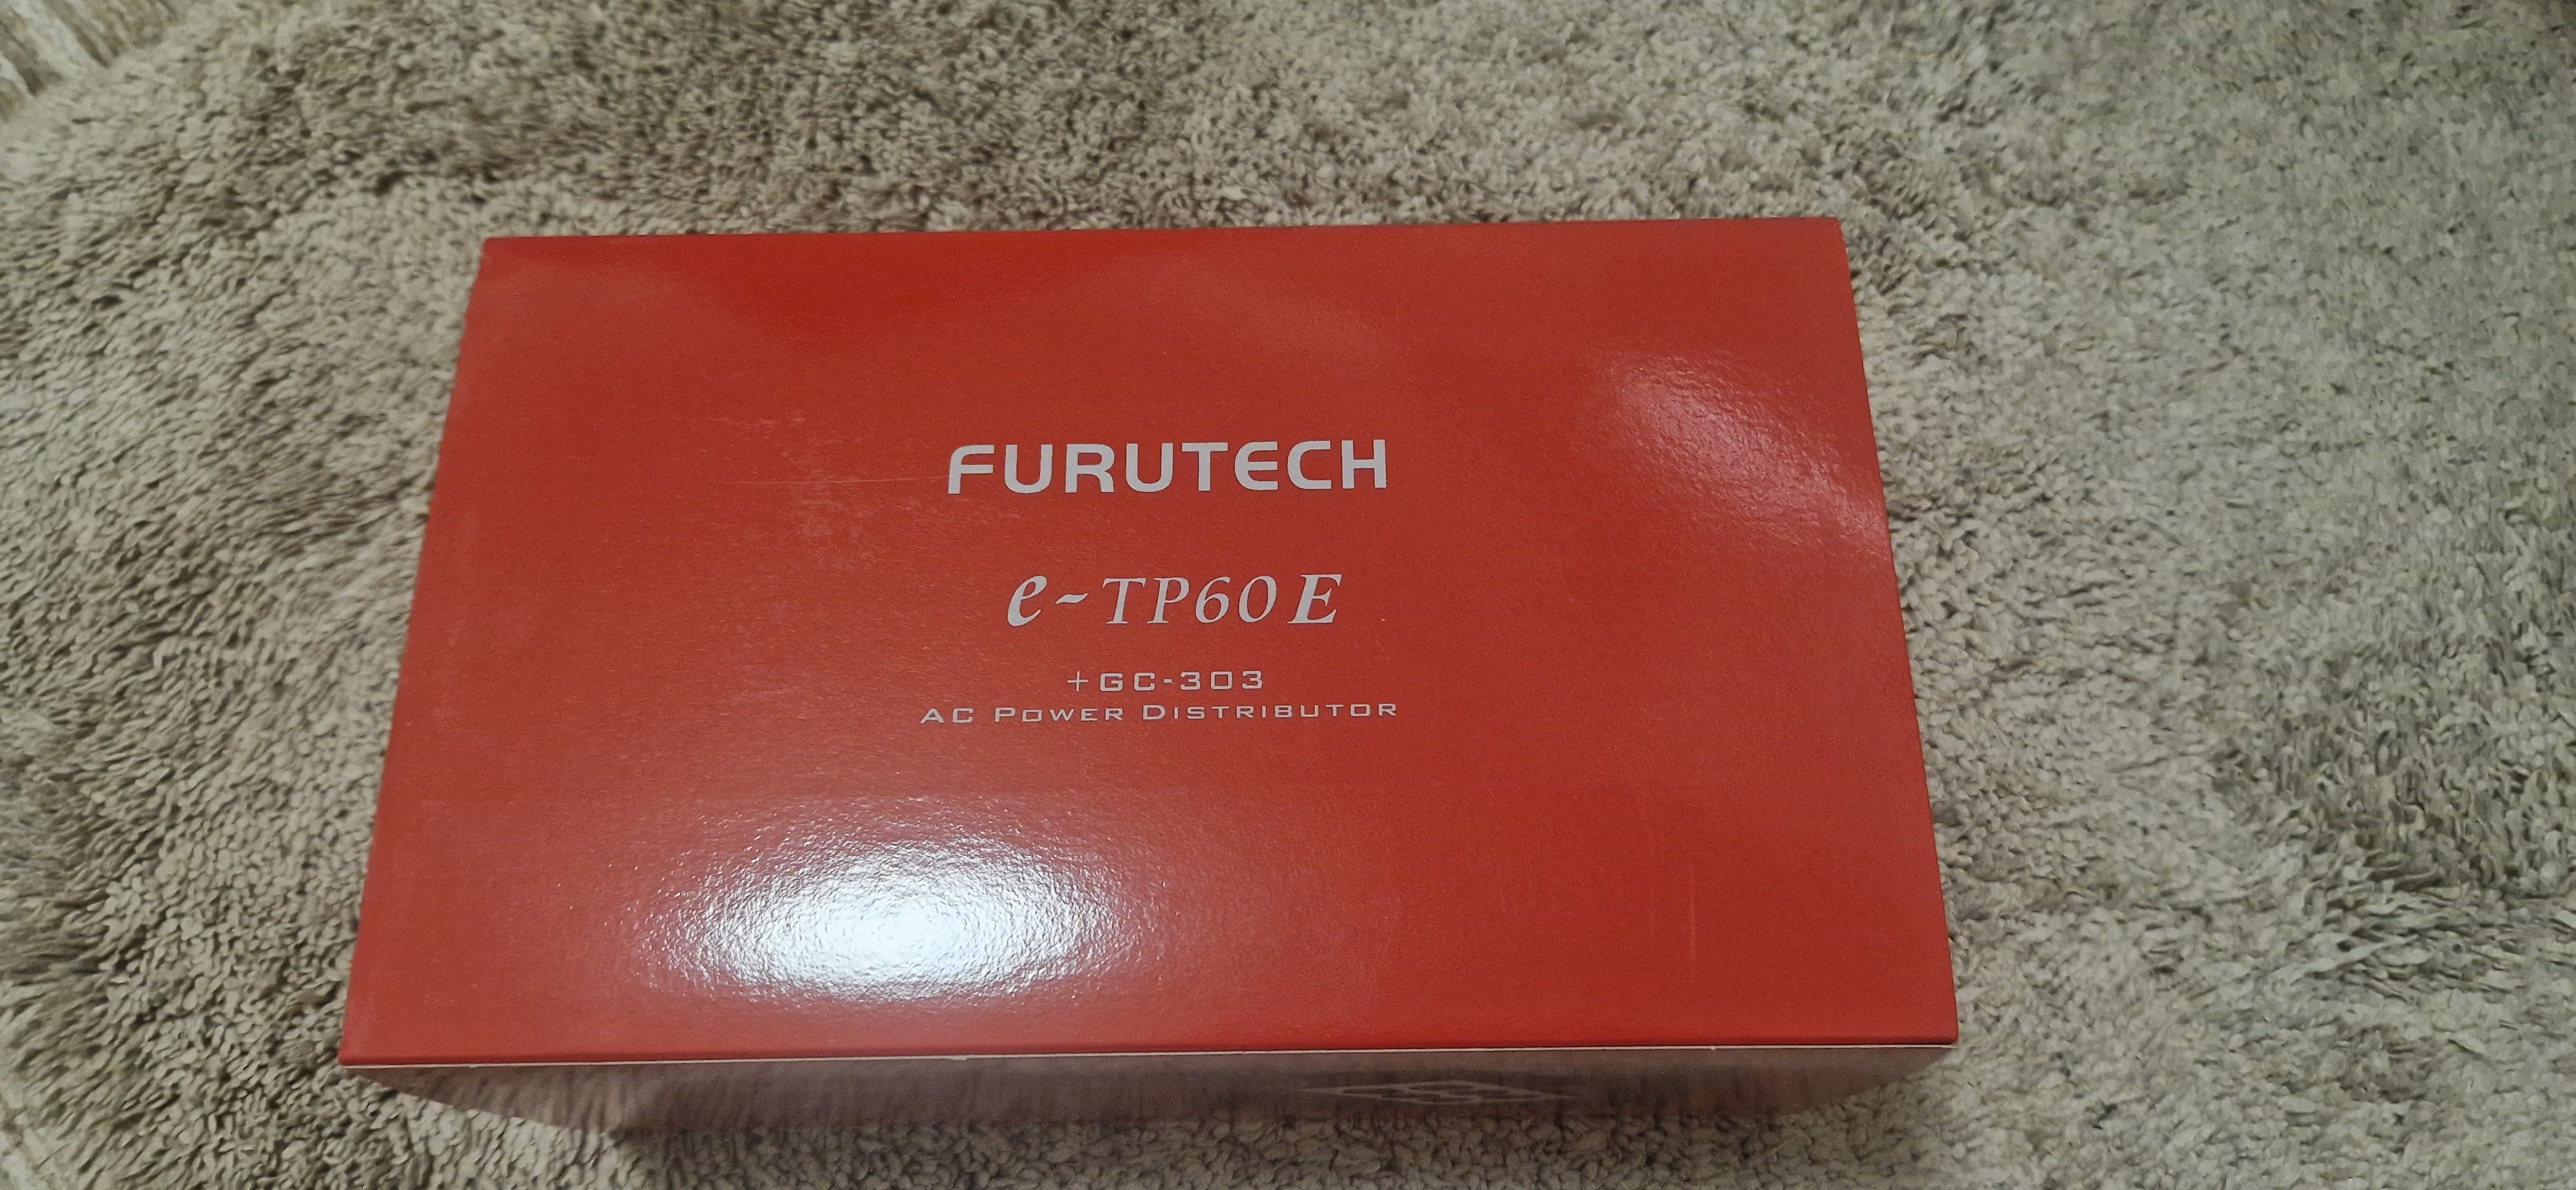 FURUTECH
e-TP60E
+GC-303
AC POWER DISTRIBUTOR